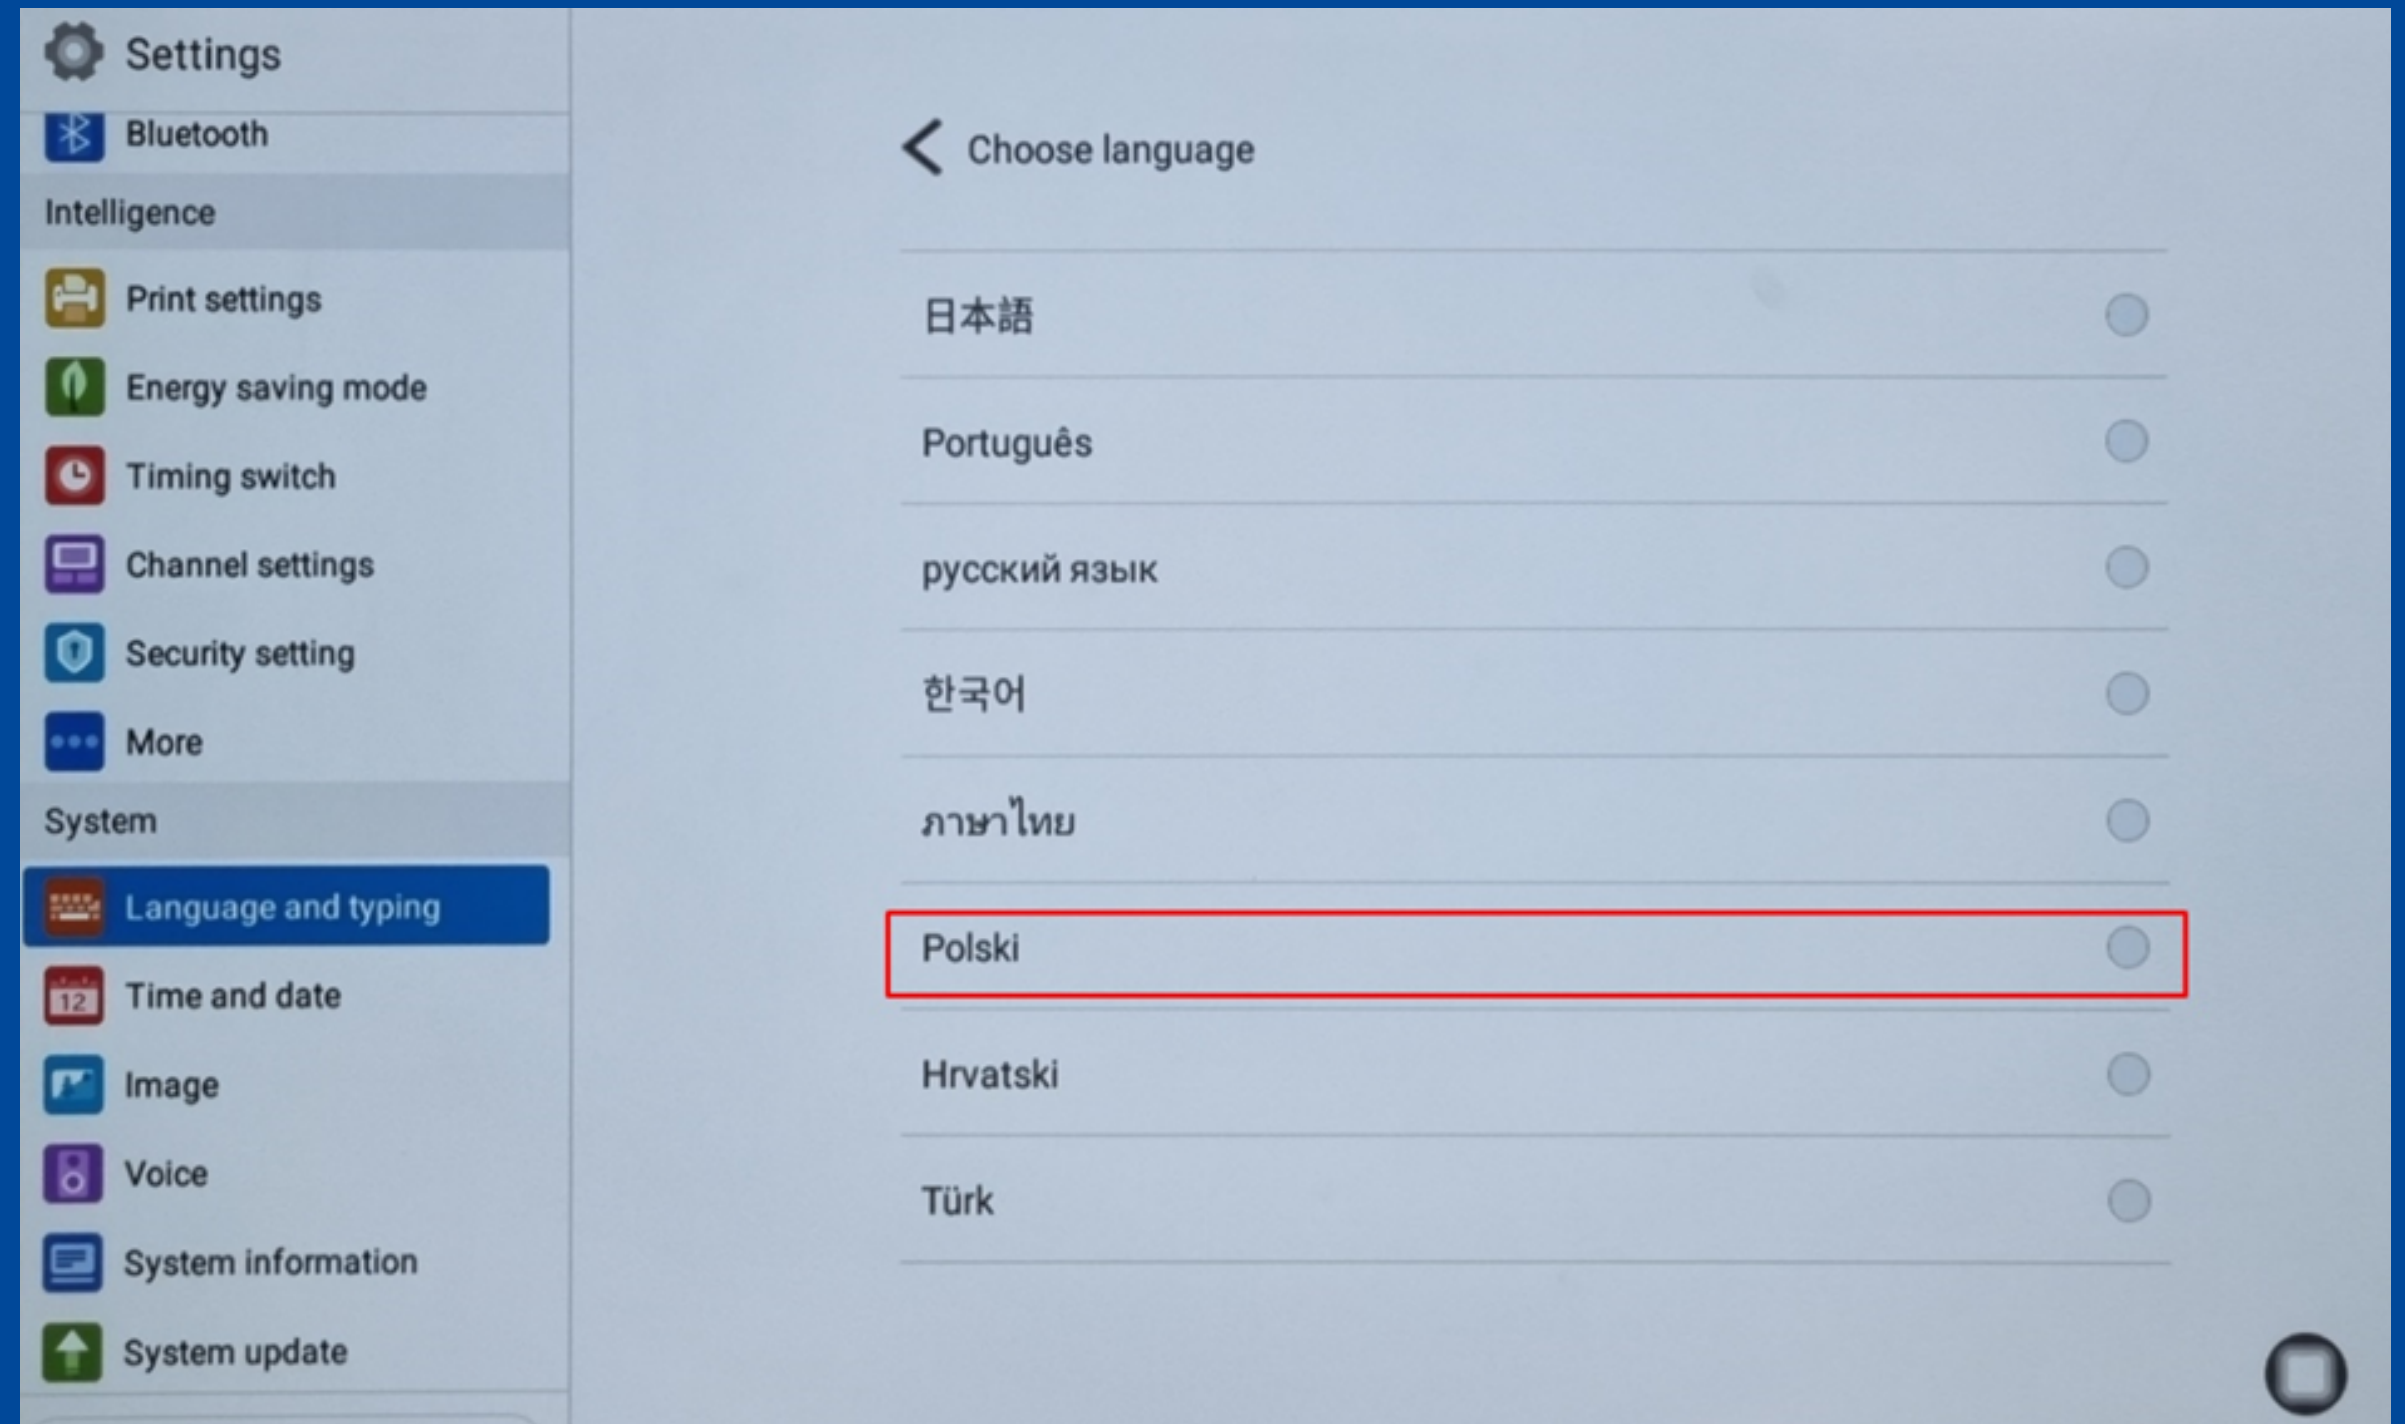 Settings
Bluetooth
Intelligence
Print settings
Energy saving mode
Timing switch
Channel settings
Security setting
More
System
Language and typing
12
Time and date
Image
Voice
System information
System update
Choose language
日本語
Português
русский язык
한국어
ภาษาไทย
Polski
Hrvatski
Türk